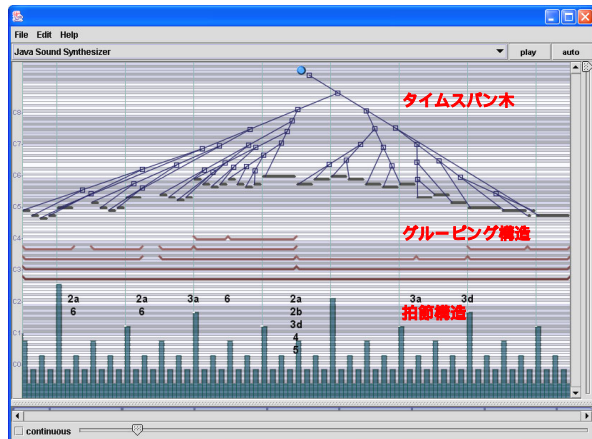 File Edit Help
Java Sound Synthesizer play auto
タイムスパン木
C8
C7
C6
C5
グルーピング構造
C4
C3
C2
2a 2a 3a 6 2a 3a 3d
6 6 2b 拍節構造
3d
C1
4
5
C0
continuous